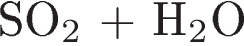 SO₂ + H₂O